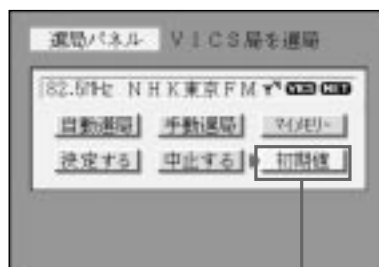 選局パネル VICS局を選局
82.5MHz NHK東京FM VICS
自動選局 手動選局 マイメモリー
決定する 中止する 初期値